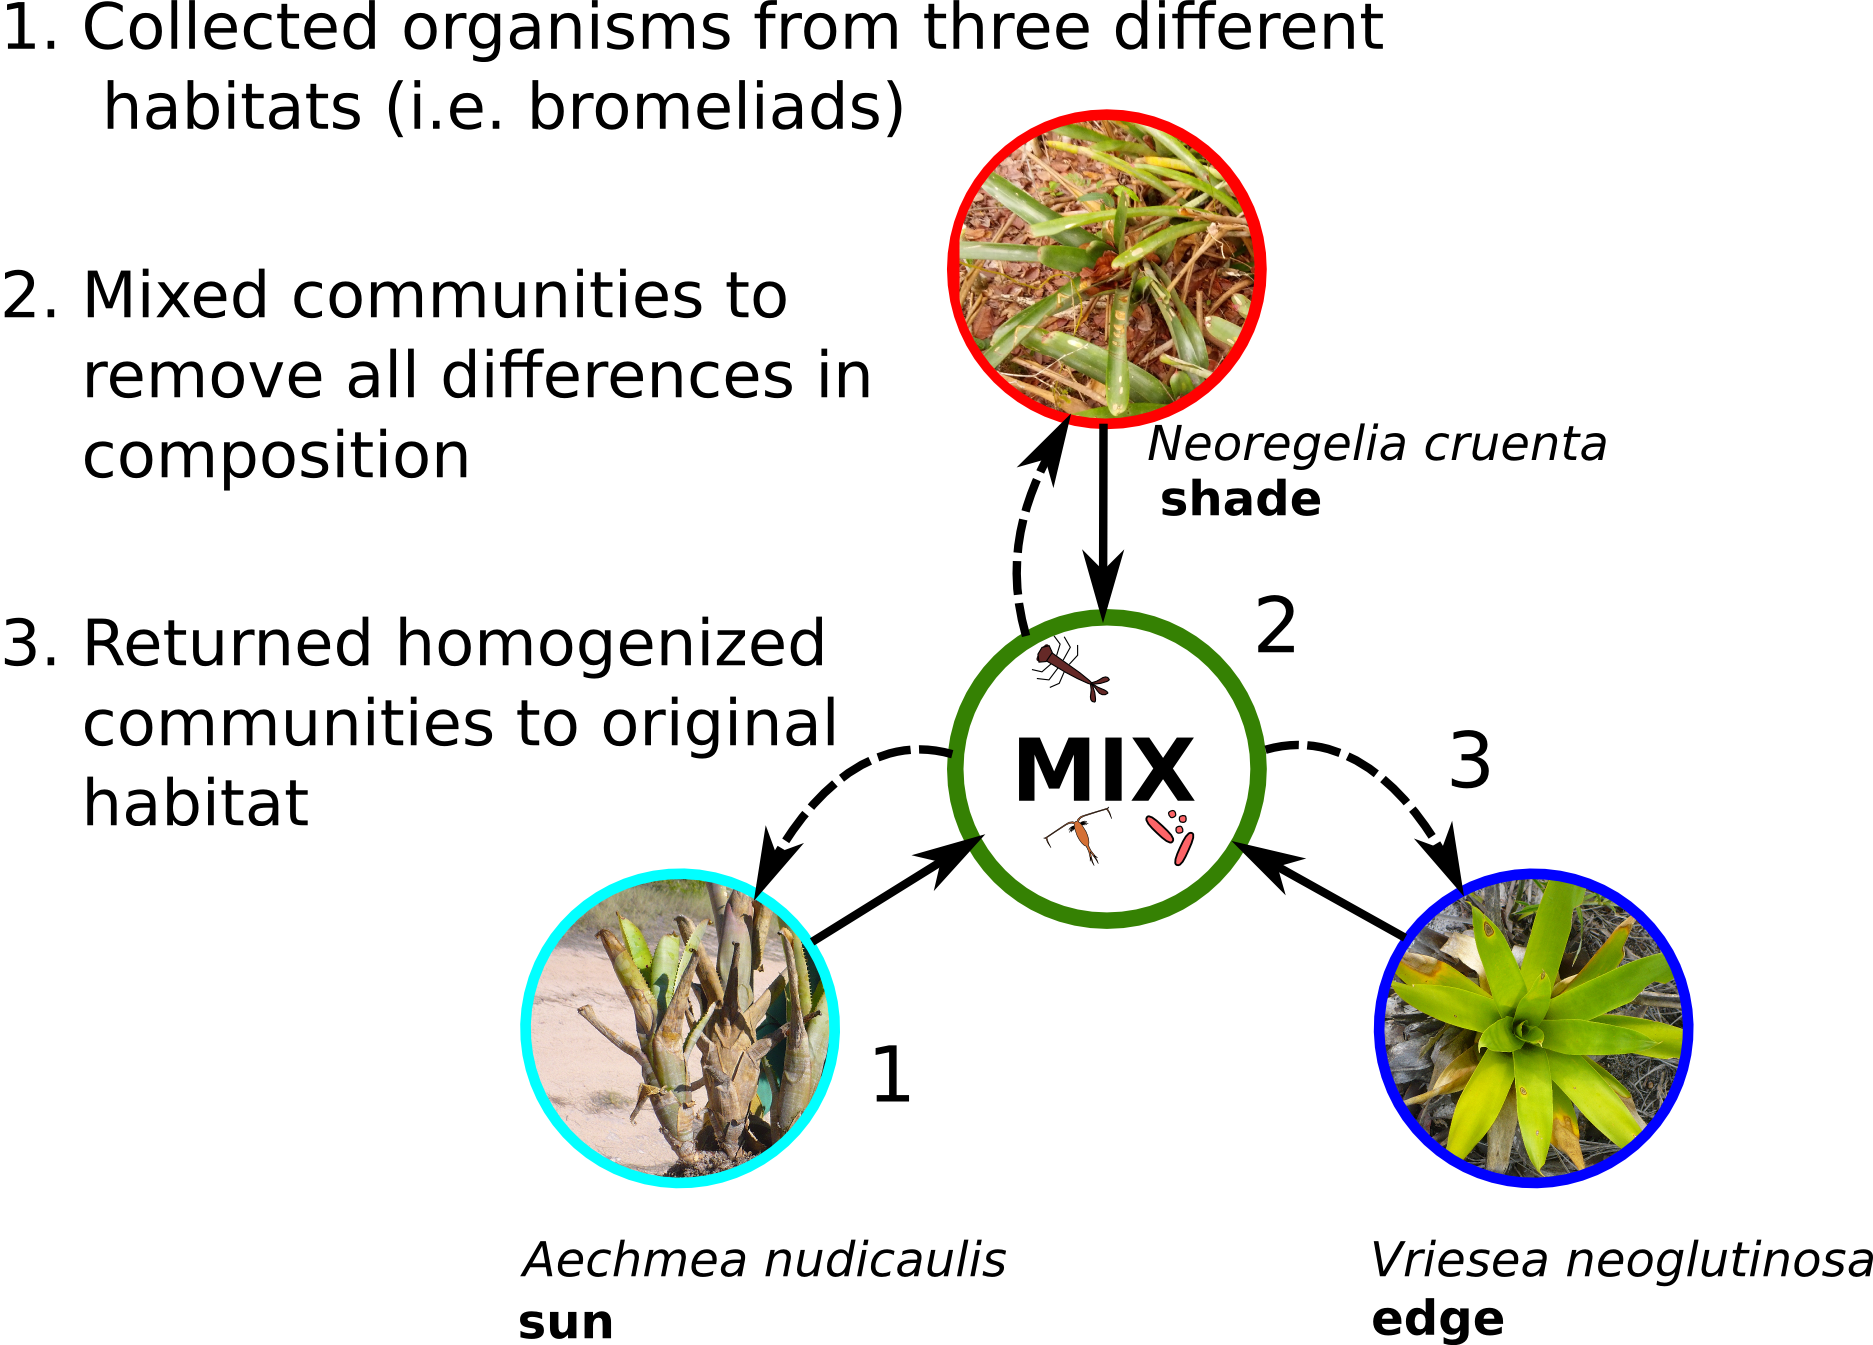 1. Collected organisms from three different
habitats (i.e. bromeliads)
2. Mixed communities to
remove all differences in
composition
3. Returned homogenized
communities to original
habitat
Neoregelia cruenta
shade
2
MIX
3
1
Aechmea nudicaulis
sun
Vriesea neoglutinosa
edge